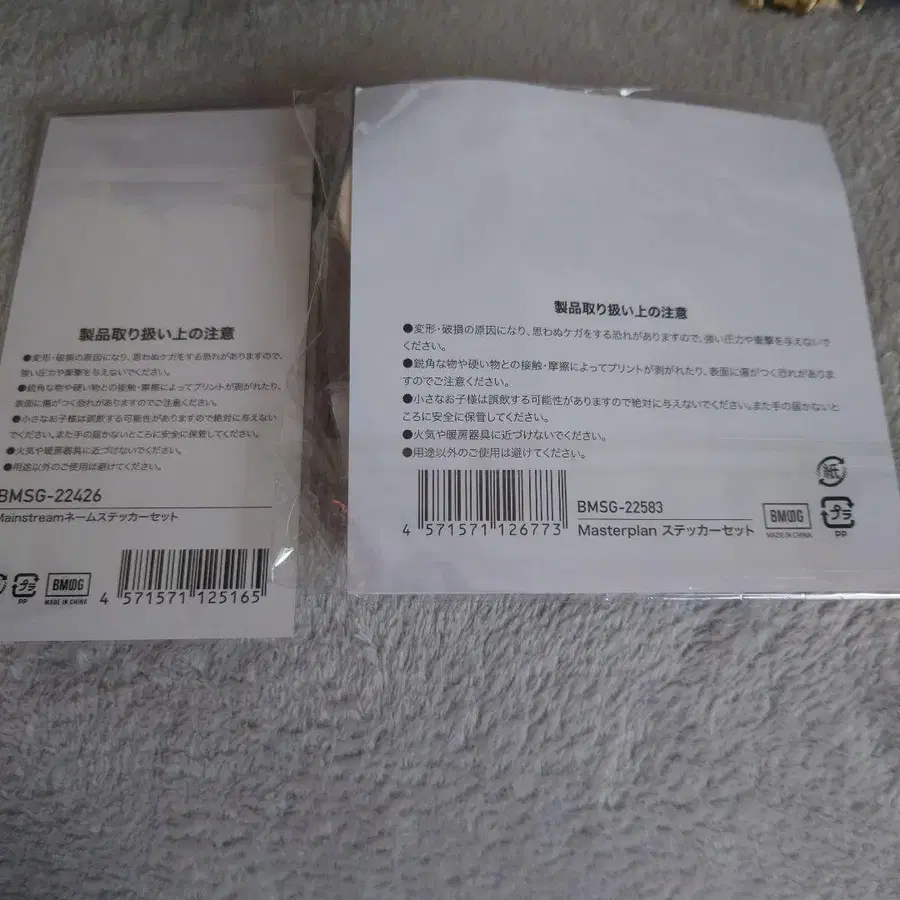 製品取り扱い上の注意
●変形・破損の原因になり、思わぬケガをする恐れがありますので、
強い圧力や衝撃を与えないでください。
●鋭角な物や硬い物との接触・摩擦によってプリントが剥がれたり、
表面に傷がつく恐れがありますのでご注意ください。
●小さなお子様は誤飲する可能性がありますので絶対に与えない
でください。また手の届かないところに安全に保管してください。
●火気や暖房器具に近づけないでください。
●用途以外のご使用は避けてください。
BMSG-22426
Mainstreamネームステッカーセット
プラ
PP
BMSG
MADE IN CHINA
4 571571 125165
製品取り扱い上の注意
●変形・破損の原因になり、思わぬケガをする恐れがありますので、強い圧力や衝撃を与えないで
ください。
●鋭角な物や硬い物との接触・摩擦によってプリントが剥がれたり、表面に傷がつく恐れがありま
すのでご注意ください。
●小さなお子様は誤飲する可能性がありますので絶対に与えないでください。また手の届かないと
ころに安全に保管してください。
●火気や暖房器具に近づけないでください。
●用途以外のご使用は避けてください。
4 571571 126773
BMSG-22583
Masterplan ステッカーセット
BMSG
MADE IN CHINA
紙
プラ
PP